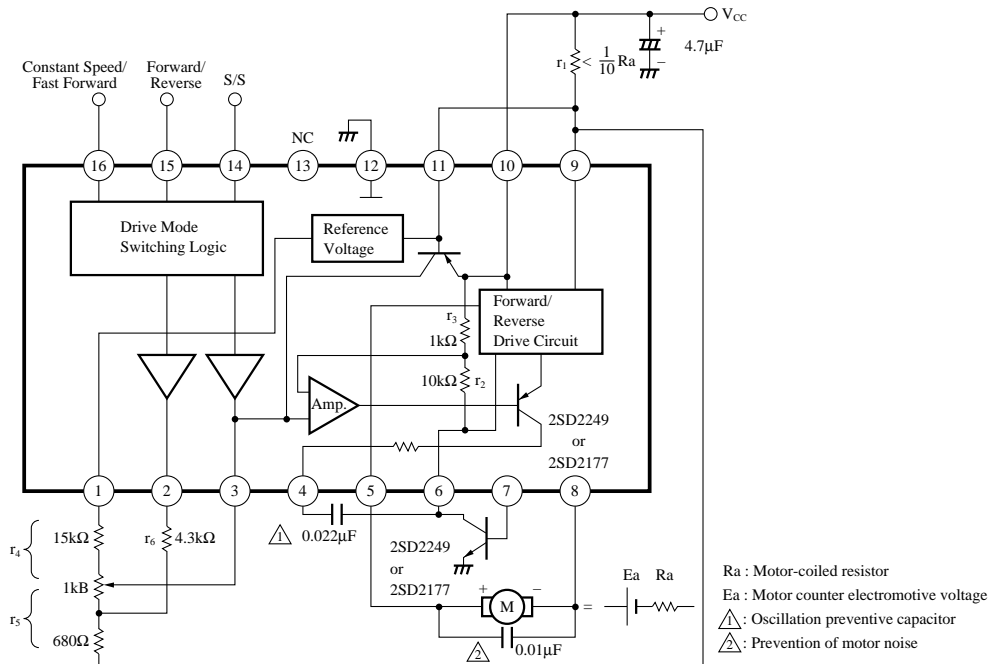 V_CC
4.7µF
+
−
r₁ < 1/10 Ra
Constant Speed/
Fast Forward
Forward/
Reverse
S/S
NC
16
15
14
13
12
11
10
9
Drive Mode
Switching Logic
Reference
Voltage
Forward/
Reverse
Drive Circuit
r₃
1kΩ
10kΩ
r₂
Amp.
2SD2249
or
2SD2177
1
2
3
4
5
6
7
8
r₄
15kΩ
r₆
4.3kΩ
1
0.022µF
2SD2249
or
2SD2177
1kB
r₅
680Ω
+
M
−
=
Ea
Ra
2
0.01µF
Ra : Motor-coiled resistor
Ea : Motor counter electromotive voltage
1 : Oscillation preventive capacitor
2 : Prevention of motor noise